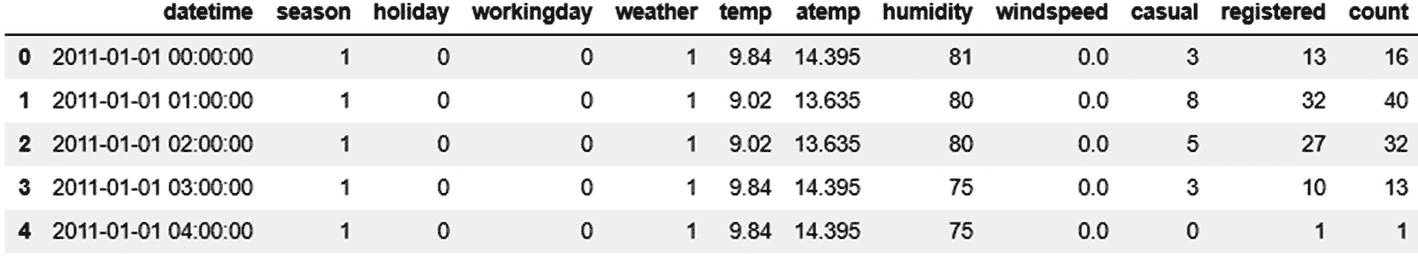 datetime season holiday workingday weather temp atemp humidity windspeed casual registered count
0 2011-01-01 00:00:00 1 0 0 1 9.84 14.395 81 0.0 3 13 16
1 2011-01-01 01:00:00 1 0 0 1 9.02 13.635 80 0.0 8 32 40
2 2011-01-01 02:00:00 1 0 0 1 9.02 13.635 80 0.0 5 27 32
3 2011-01-01 03:00:00 1 0 0 1 9.84 14.395 75 0.0 3 10 13
4 2011-01-01 04:00:00 1 0 0 1 9.84 14.395 75 0.0 0 1 1